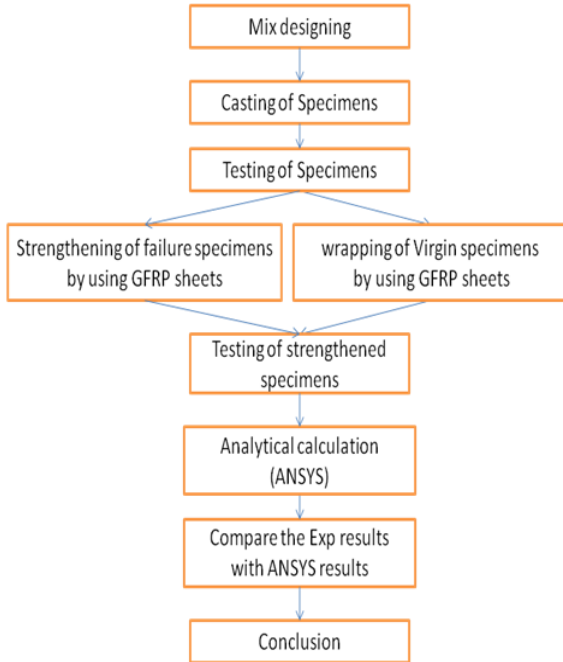 Mix designing
Casting of Specimens
Testing of Specimens
Strengthening of failure specimens
by using GFRP sheets
wrapping of Virgin specimens
by using GFRP sheets
Testing of strengthened
specimens
Analytical calculation
(ANSYS)
Compare the Exp results
with ANSYS results
Conclusion